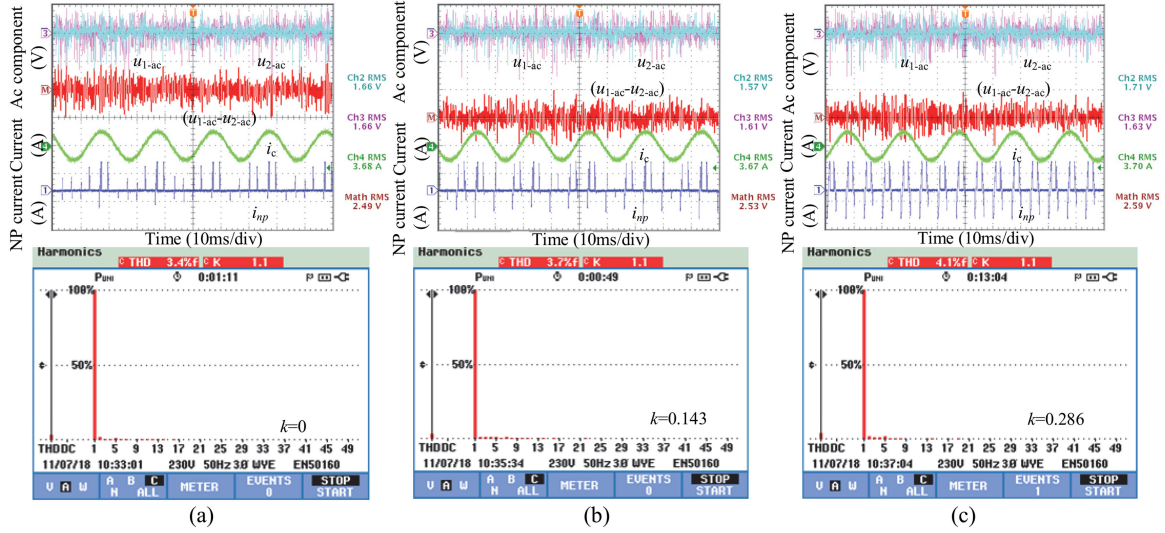 Ac component (V)
Current (A)
NP current (A)
3
T
M
4
1
u1-ac
u2-ac
(u1-ac-u2-ac)
ic
inp
Ch2 RMS
1.66 V
Ch3 RMS
1.66 V
Ch4 RMS
3.68 A
Math RMS
2.49 V
Time (10ms/div)
Harmonics
C THD 3.4%f C K 1.1
PUNI 0:01:11
100%
50%
k=0
THDDC 1 5 9 13 17 21 25 29 33 37 41 45 49
11/07/18 10:33:01 230V 50Hz 3Ø WYE EN50160
V A W A B C N ALL METER EVENTS 0 STOP START
(a)
Ac component (V)
Current (A)
NP current (A)
3
T
M
4
1
u1-ac
u2-ac
(u1-ac-u2-ac)
ic
inp
Ch2 RMS
1.57 V
Ch3 RMS
1.61 V
Ch4 RMS
3.67 A
Math RMS
2.53 V
Time (10ms/div)
Harmonics
C THD 3.7%f C K 1.1
PUNI 0:00:49
100%
50%
k=0.143
THDDC 1 5 9 13 17 21 25 29 33 37 41 45 49
11/07/18 10:35:34 230V 50Hz 3Ø WYE EN50160
V A W A B C N ALL METER EVENTS 0 STOP START
(b)
Ac component (V)
Current (A)
NP current (A)
3
T
M
4
1
u1-ac
u2-ac
(u1-ac-u2-ac)
ic
inp
Ch2 RMS
1.71 V
Ch3 RMS
1.63 V
Ch4 RMS
3.70 A
Math RMS
2.59 V
Time (10ms/div)
Harmonics
C THD 4.1%f C K 1.1
PUNI 0:13:04
100%
50%
k=0.286
THDDC 1 5 9 13 17 21 25 29 33 37 41 45 49
11/07/18 10:37:04 230V 50Hz 3Ø WYE EN50160
V A W A B C N ALL METER EVENTS 1 STOP START
(c)